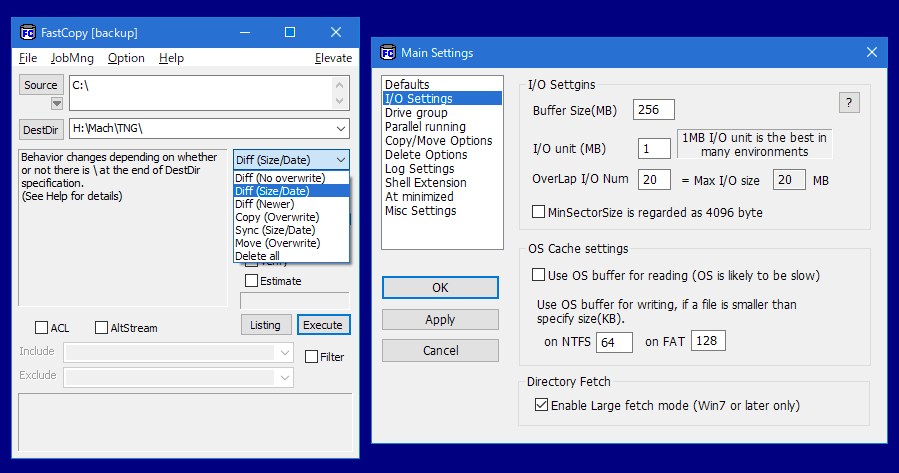 FastCopy [backup]
File JobMng Option Help Elevate
Source C:\
DestDir H:\Mach\TNG\
Behavior changes depending on whether
or not there is \ at the end of DestDir
specification.
(See Help for details)
Diff (Size/Date)
Diff (No overwrite)
Diff (Size/Date)
Diff (Newer)
Copy (Overwrite)
Sync (Size/Date)
Move (Overwrite)
Delete all
Estimate
Listing Execute
ACL AltStream
Include
Filter
Exclude
Main Settings
Defaults
I/O Settings
Drive group
Parallel running
Copy/Move Options
Delete Options
Log Settings
Shell Extension
At minimized
Misc Settings
OK
Apply
Cancel
I/O Settgins
Buffer Size(MB) 256 ?
I/O unit (MB) 1 1MB I/O unit is the best in
many environments
OverLap I/O Num 20 = Max I/O size 20 MB
MinSectorSize is regarded as 4096 byte
OS Cache settings
Use OS buffer for reading (OS is likely to be slow)
Use OS buffer for writing, if a file is smaller than
specify size(KB).
on NTFS 64 on FAT 128
Directory Fetch
Enable Large fetch mode (Win7 or later only)